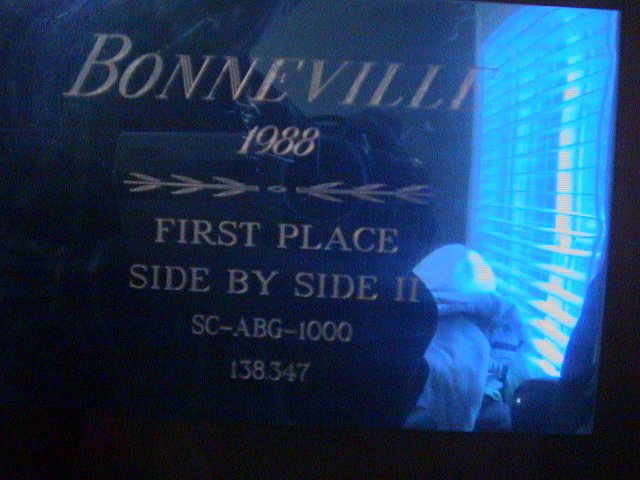 BONNEVILLE
1988
FIRST PLACE
SIDE BY SIDE II
SC-ABG-1000
138.347